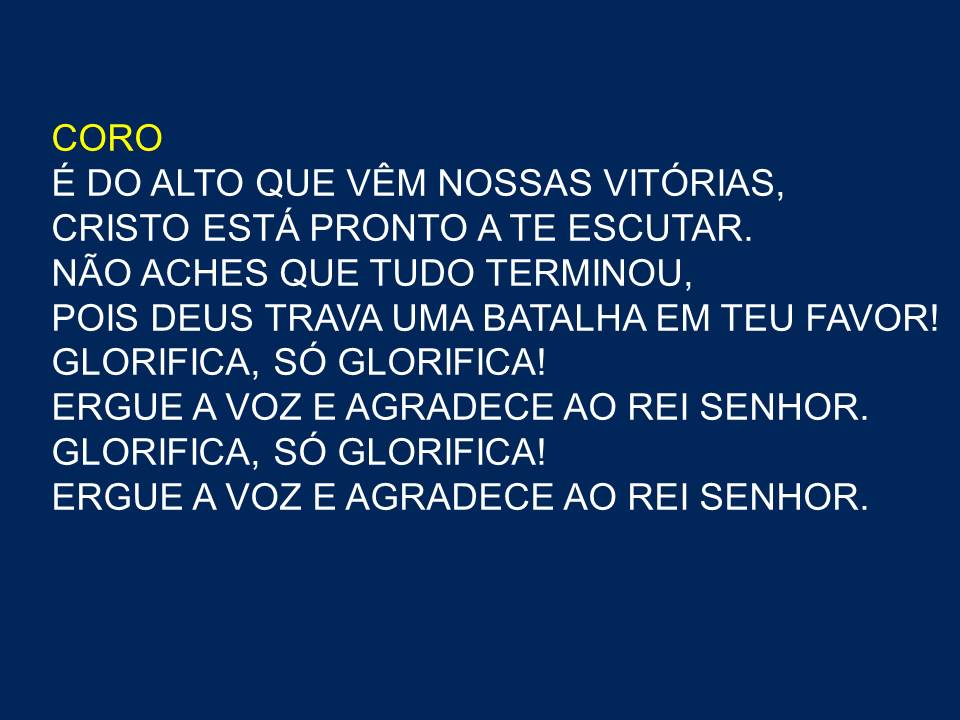 CORO
É DO ALTO QUE VÊM NOSSAS VITÓRIAS,
CRISTO ESTÁ PRONTO A TE ESCUTAR.
NÃO ACHES QUE TUDO TERMINOU,
POIS DEUS TRAVA UMA BATALHA EM TEU FAVOR!
GLORIFICA, SÓ GLORIFICA!
ERGUE A VOZ E AGRADECE AO REI SENHOR.
GLORIFICA, SÓ GLORIFICA!
ERGUE A VOZ E AGRADECE AO REI SENHOR.